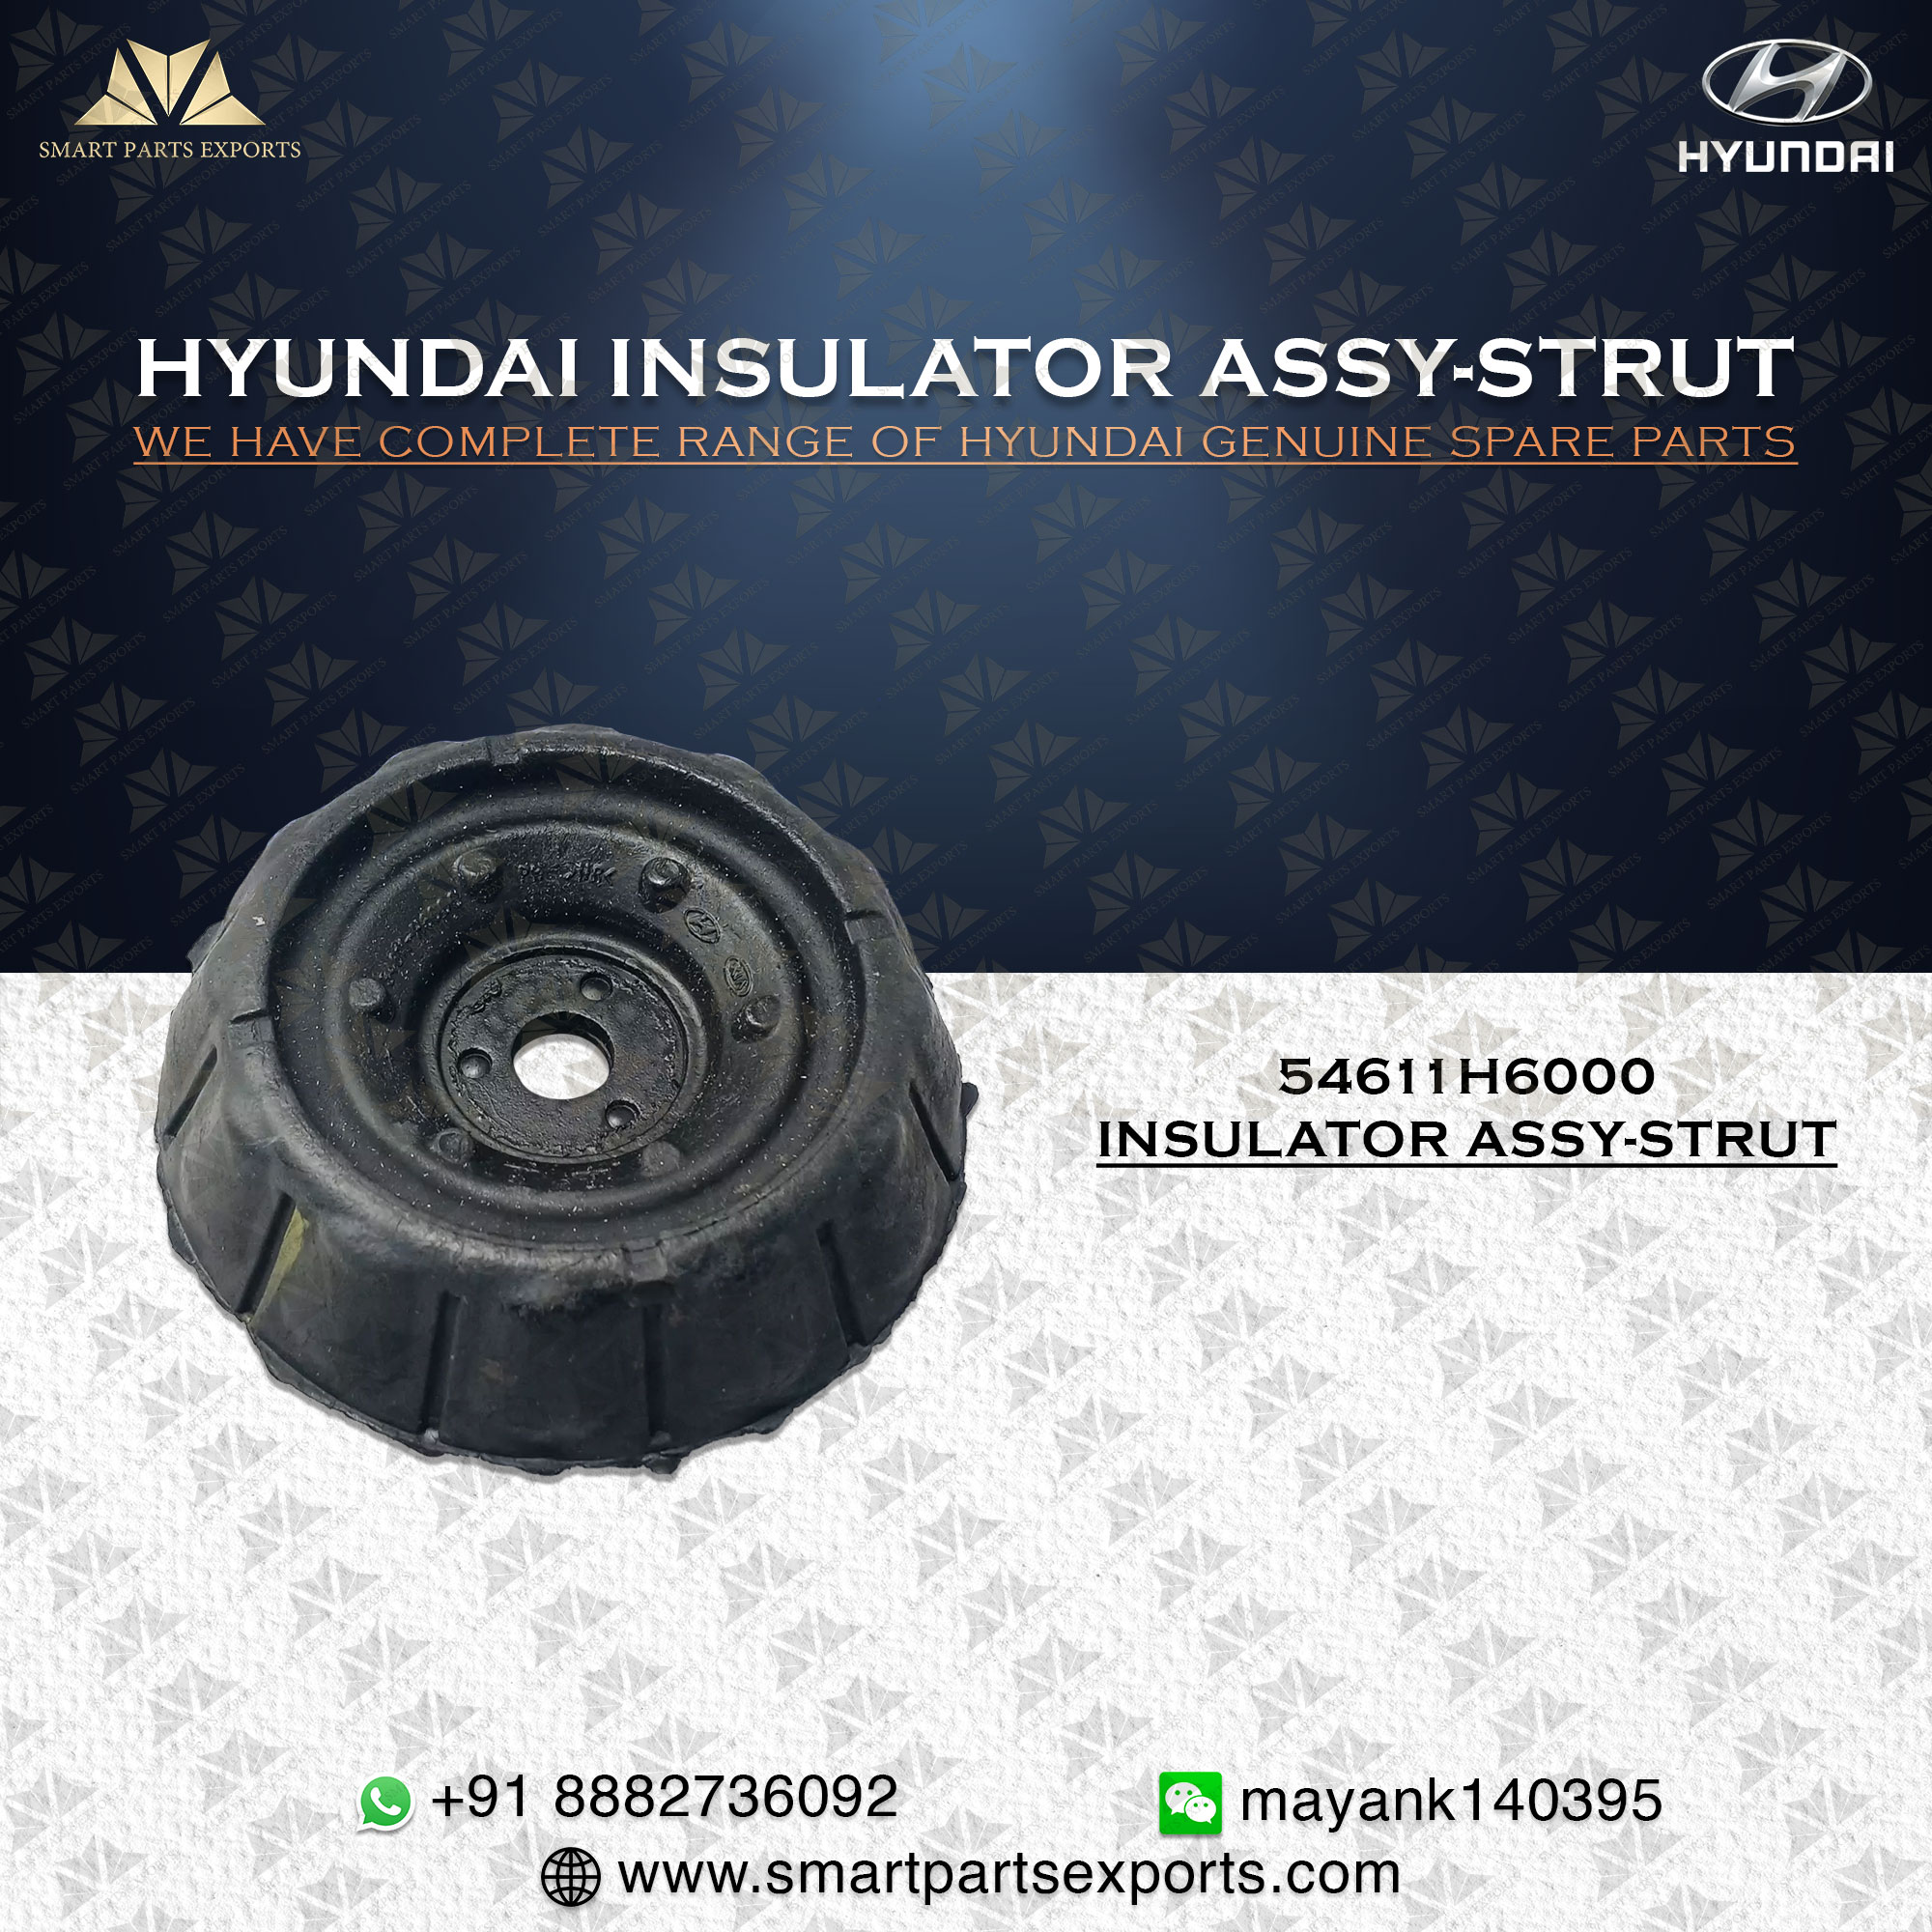 SMART PARTS EXPORTS
HYUNDAI
HYUNDAI INSULATOR ASSY-STRUT
WE HAVE COMPLETE RANGE OF HYUNDAI GENUINE SPARE PARTS
54611H6000
INSULATOR ASSY-STRUT
+91 8882736092
mayank140395
www.smartpartsexports.com